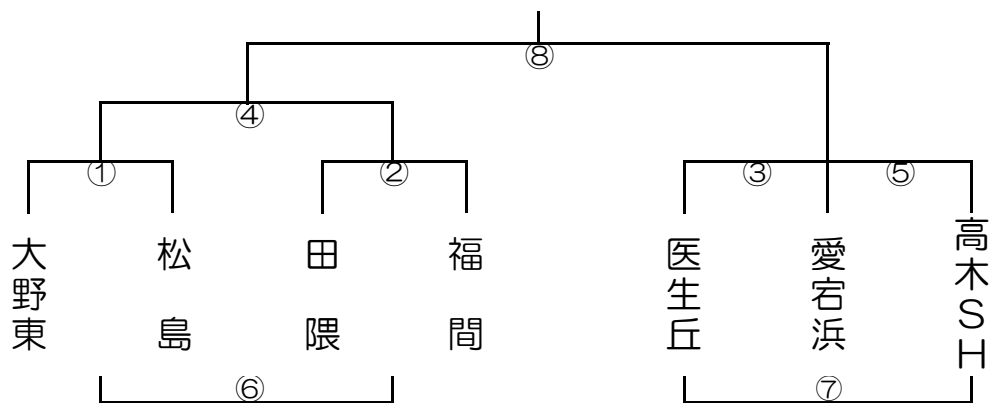 ⑧
④
① ② ③ ⑤
大野東
松島
田隈
福間
医生丘
愛宕浜
高木SH
⑥ ⑦